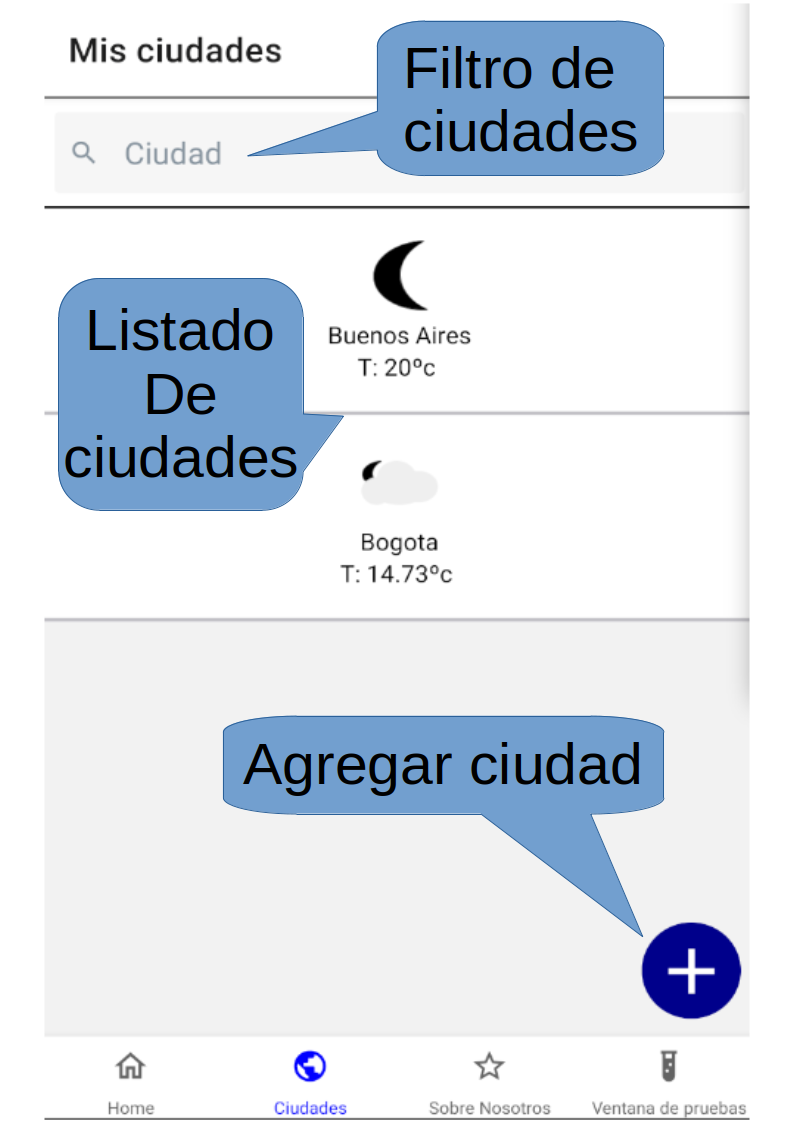 Mis ciudades
Filtro de
ciudades
Ciudad
Buenos Aires
T: 20ºc
Listado
De
ciudades
Bogota
T: 14.73ºc
Agregar ciudad
Home
Ciudades
Sobre Nosotros
Ventana de pruebas